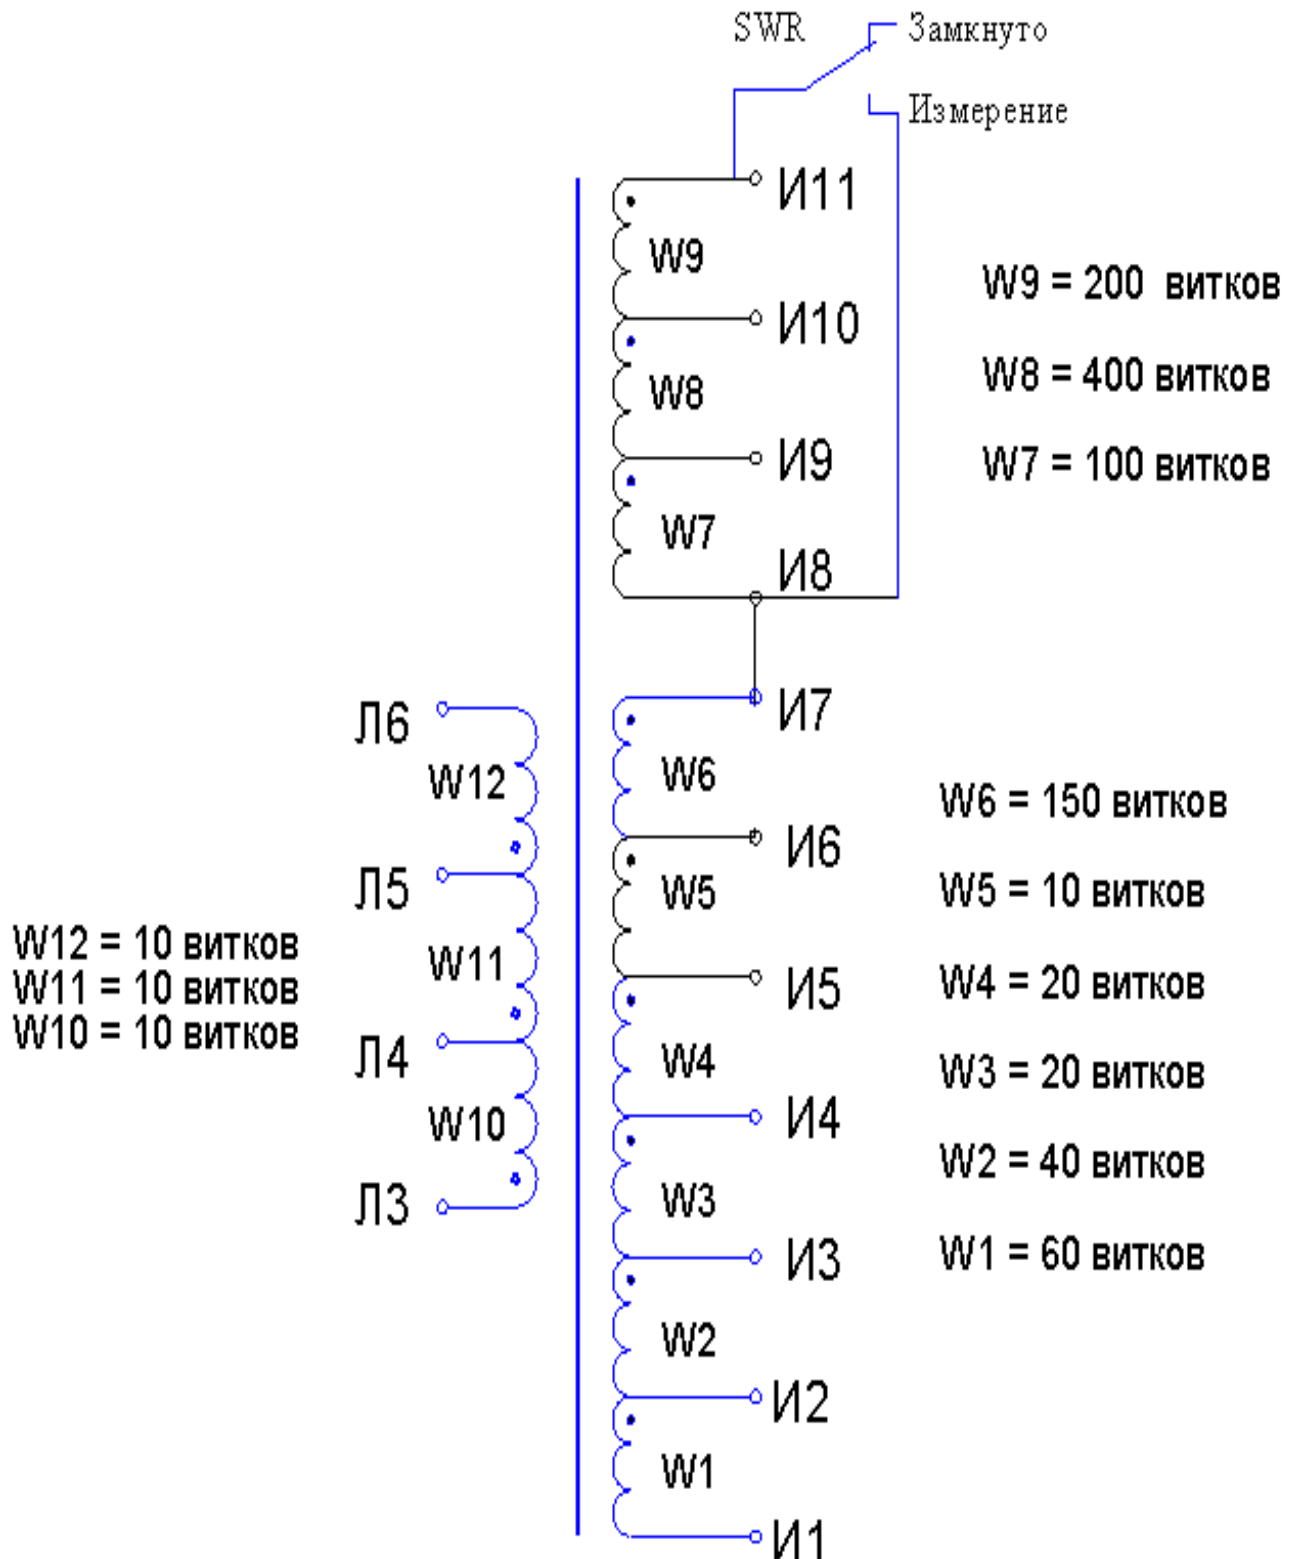 SWR
Замкнуто
Измерение
И11
W9
И10
W9 = 200 витков
W8
W8 = 400 витков
И9
W7 = 100 витков
W7
И8
И7
Л6
W12
W6
W6 = 150 витков
И6
Л5
W5
W5 = 10 витков
W12 = 10 витков
W11
W11 = 10 витков
И5
W4 = 20 витков
W10 = 10 витков
Л4
W4
W3 = 20 витков
И4
W10
W2 = 40 витков
Л3
W3
И3
W1 = 60 витков
W2
И2
W1
И1